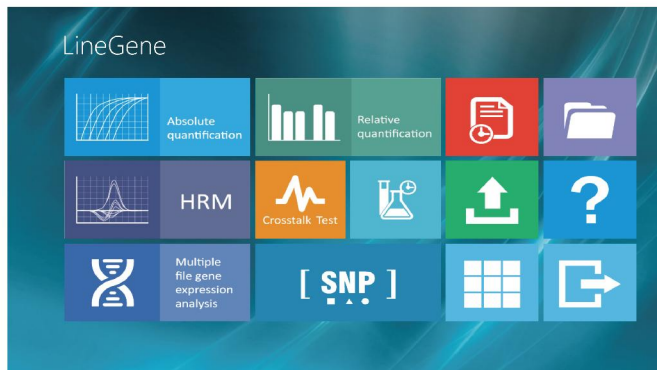 LineGene
Absolute
quantification
Relative
quantification
HRM
Crosstalk Test
?
Multiple
file gene
expression
analysis
[ SNP ]